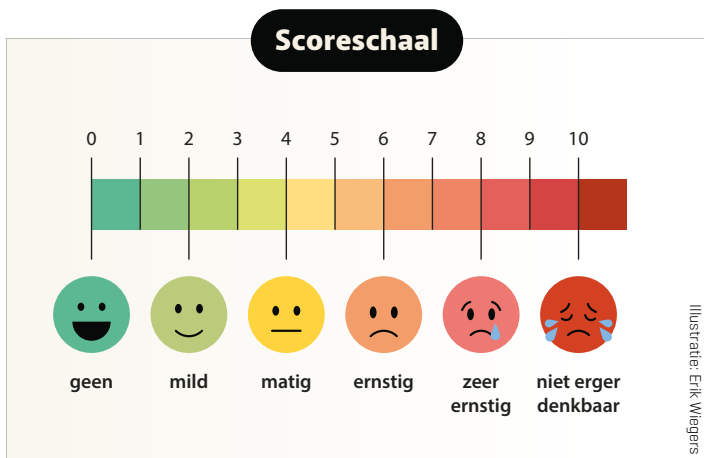 Scoreschaal
0 1 2 3 4 5 6 7 8 9 10
geen mild matig ernstig zeer ernstig niet erger denkbaar
Illustratie: Erik Wiegers